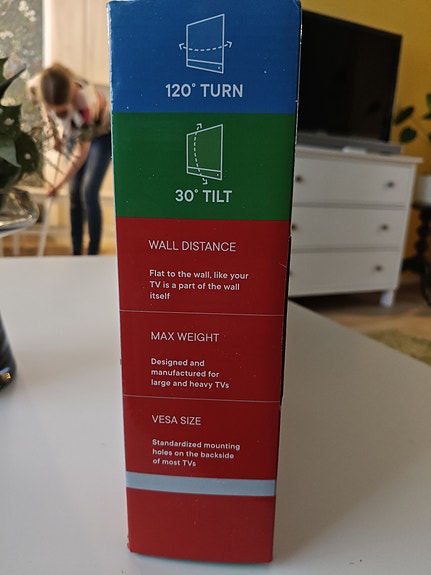 120° TURN
30° TILT
WALL DISTANCE
Flat to the wall, like your
TV is a part of the wall
itself
MAX WEIGHT
Designed and
manufactured for
large and heavy TVs
VESA SIZE
Standardized mounting
holes on the backside
of most TVs